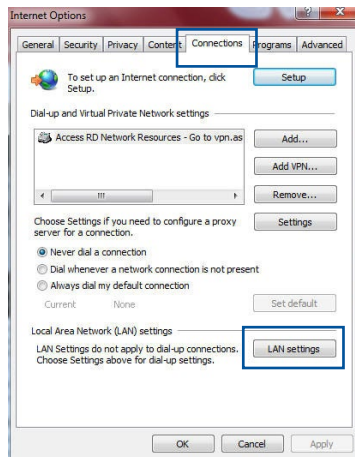 Internet Options
General Security Privacy Content Connections Programs Advanced
To set up an Internet connection, click Setup.
Setup
Dial-up and Virtual Private Network settings
Access RD Network Resources - Go to vpn.as
Add...
Add VPN...
Remove...
Choose Settings if you need to configure a proxy
server for a connection.
Settings
Never dial a connection
Dial whenever a network connection is not present
Always dial my default connection
Current None
Set default
Local Area Network (LAN) settings
LAN Settings do not apply to dial-up connections.
Choose Settings above for dial-up settings.
LAN settings
OK Cancel Apply